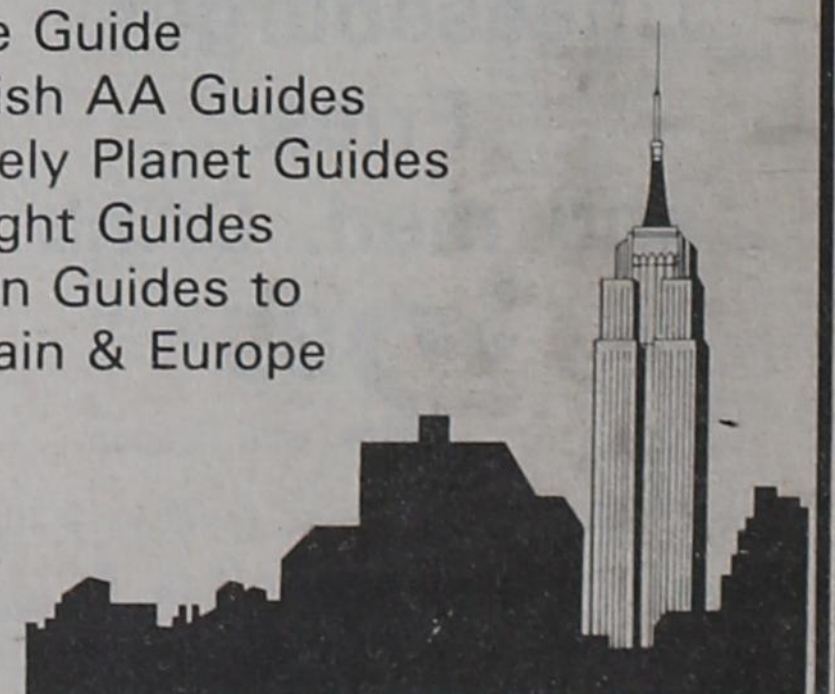 e Guide
ish AA Guides
ely Planet Guides
ght Guides
n Guides to
ain & Europe